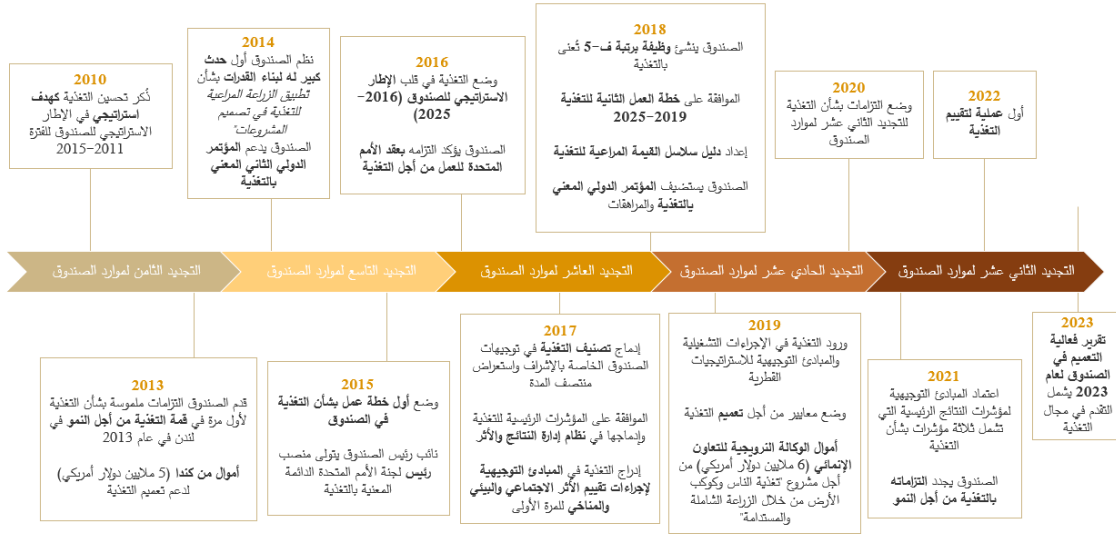 2010
ذُكر تحسين التغذية كهدف
استراتيجي في الإطار
الاستراتيجي للصندوق للفترة
2011-2015
2014
نظم الصندوق أول حدث
كبير له لبناء القدرات بشأن
تطبيق الزراعة المراعية
للتغذية في تصميم
المشروعات"
الصندوق يدعم المؤتمر
الدولي الثاني المعني
بالتغذية
2016
وضع التغذية في قلب الإطار
الاستراتيجي للصندوق (2016-
2025)
الصندوق يؤكد التزامه بعقد الأمم
المتحدة للعمل من أجل التغذية
2018
الصندوق ينشئ وظيفة برتبة ف-5 تُعنى
بالتغذية
الموافقة على خطة العمل الثانية للتغذية
2019-2025
إعداد دليل سلاسل القيمة المراعية للتغذية
الصندوق يستضيف المؤتمر الدولي المعني
بالتغذية والمراهقات
2020
وضع التزامات بشأن التغذية
للتجديد الثاني عشر لموارد
الصندوق
2022
أول عملية لتقييم
التغذية
التجديد الثامن لموارد الصندوق
التجديد التاسع لموارد الصندوق
التجديد العاشر لموارد الصندوق
التجديد الحادي عشر لموارد الصندوق
التجديد الثاني عشر لموارد الصندوق
2013
قدم الصندوق التزامات ملموسة بشأن التغذية
لأول مرة في قمة التغذية من أجل النمو في
لندن في عام 2013
أموال من كندا (5 ملايين دولار أمريكي)
لدعم تعميم التغذية
2015
وضع أول خطة عمل بشأن التغذية
في الصندوق
نائب رئيس الصندوق يتولى منصب
رئيس لجنة الأمم المتحدة الدائمة
المعنية بالتغذية
2017
إدماج تصنيف التغذية في توجيهات
الصندوق الخاصة بالإشراف واستعراض
منتصف المدة
الموافقة على المؤشرات الرئيسية للتغذية
وإدماجها في نظام إدارة النتائج والأثر
إدراج التغذية في المبادئ التوجيهية
لإجراءات تقييم الأثر الاجتماعي والبيئي
والمناخي للمرة الأولى
2019
ورود التغذية في الإجراءات التشغيلية
والمبادئ التوجيهية للاستراتيجيات
القطرية
وضع معايير من أجل تعميم التغذية
أموال الوكالة النرويجية للتعاون
الإنمائي (6 ملايين دولار أمريكي) من
أجل مشروع "تغذية الناس وكوكب
الأرض من خلال الزراعة الشاملة
والمستدامة"
2021
اعتماد المبادئ التوجيهية
لمؤشرات النتائج الرئيسية التي
تشمل ثلاثة مؤشرات بشأن
التغذية
الصندوق يجدد التزاماته
بالتغذية من أجل النمو
2023
تقرير فعالية
التعميم في
الصندوق لعام
2023 يشمل
التقدم في مجال
التغذية